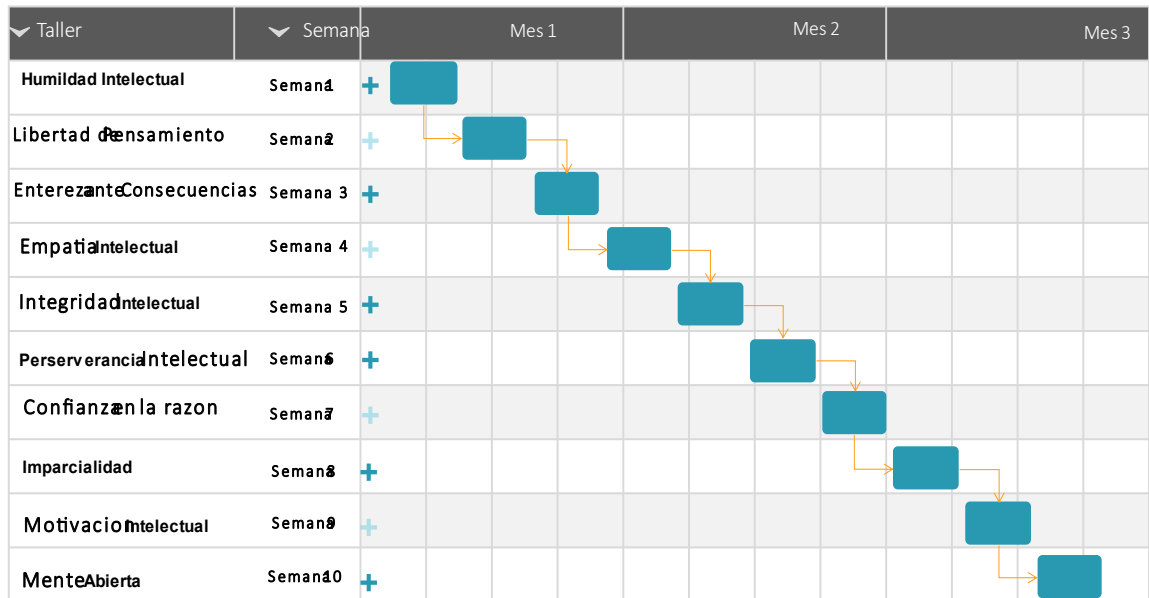 Taller Semana Mes 1 Mes 2 Mes 3
Humildad Intelectual Semana 1
Libertad de Pensamiento Semana 2
Entereza ante Consecuencias Semana 3
Empatia Intelectual Semana 4
Integridad Intelectual Semana 5
Perserverancia Intelectual Semana 6
Confianza en la razon Semana 7
Imparcialidad Semana 8
Motivacion Intelectual Semana 9
Mente Abierta Semana 10